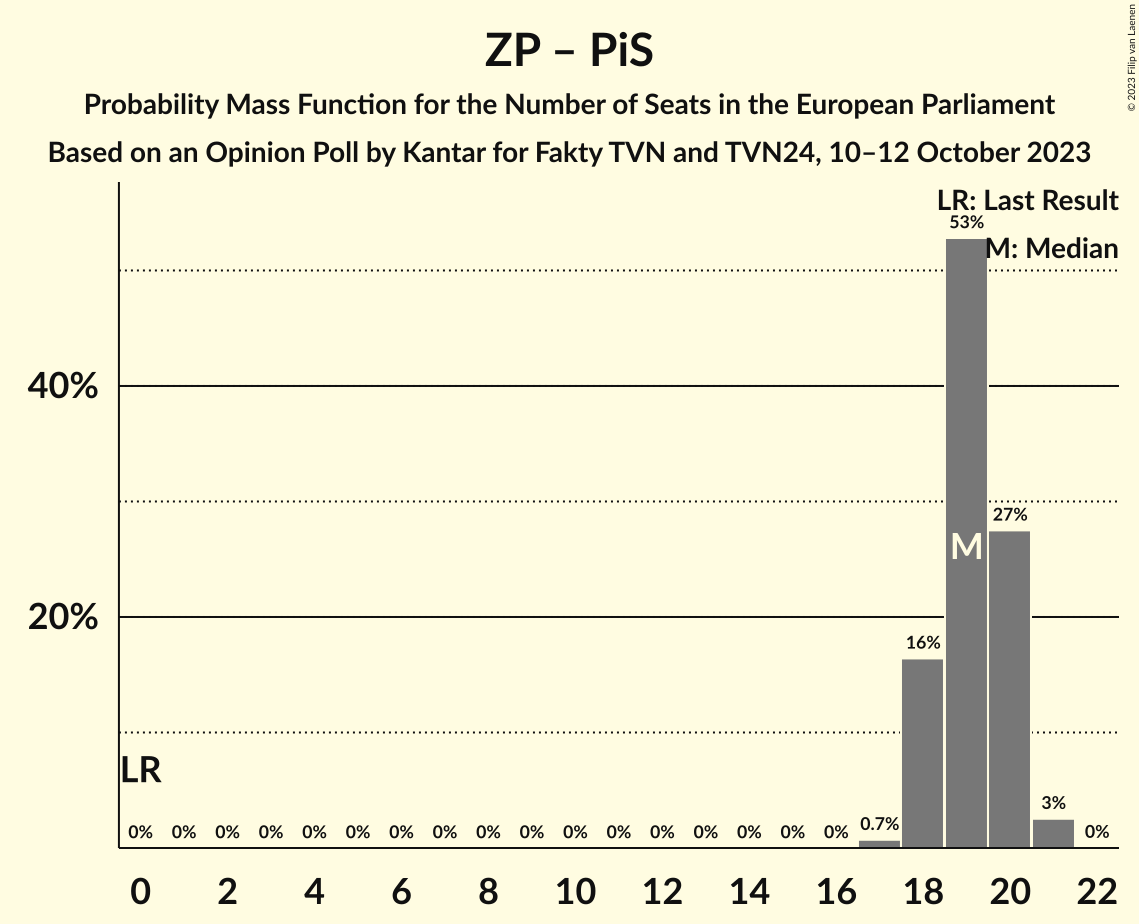 ZP – PiS
Probability Mass Function for the Number of Seats in the European Parliament
Based on an Opinion Poll by Kantar for Fakty TVN and TVN24, 10–12 October 2023
© 2023 Filip van Laenen
LR: Last Result
M: Median
53%
40%
27%
M
20%
16%
LR
3%
0% 0% 0% 0% 0% 0% 0% 0% 0% 0% 0% 0% 0% 0% 0% 0% 0% 0.7% 0%
0 2 4 6 8 10 12 14 16 18 20 22